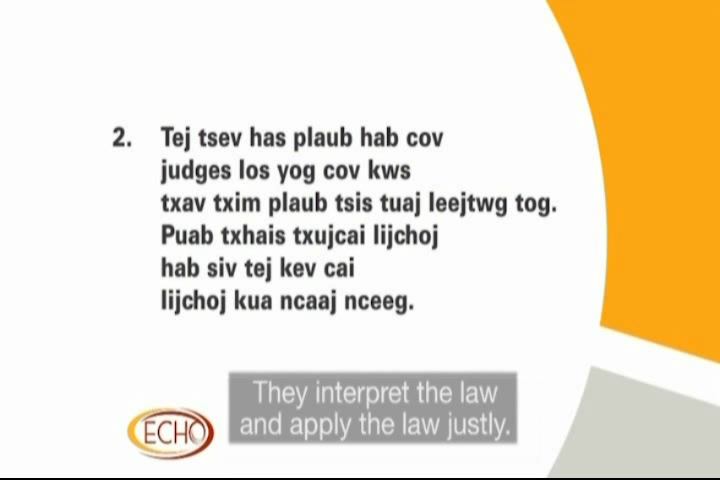 2. Tej tsev has plaub hab cov
judges los yog cov kws
txav txim plaub tsis tuaj leejtwg tog.
Puab txhais txujcai lijchoj
hab siv tej kev cai
lijchoj kua ncaaj nceeg.
They interpret the law
and apply the law justly.
ECHO